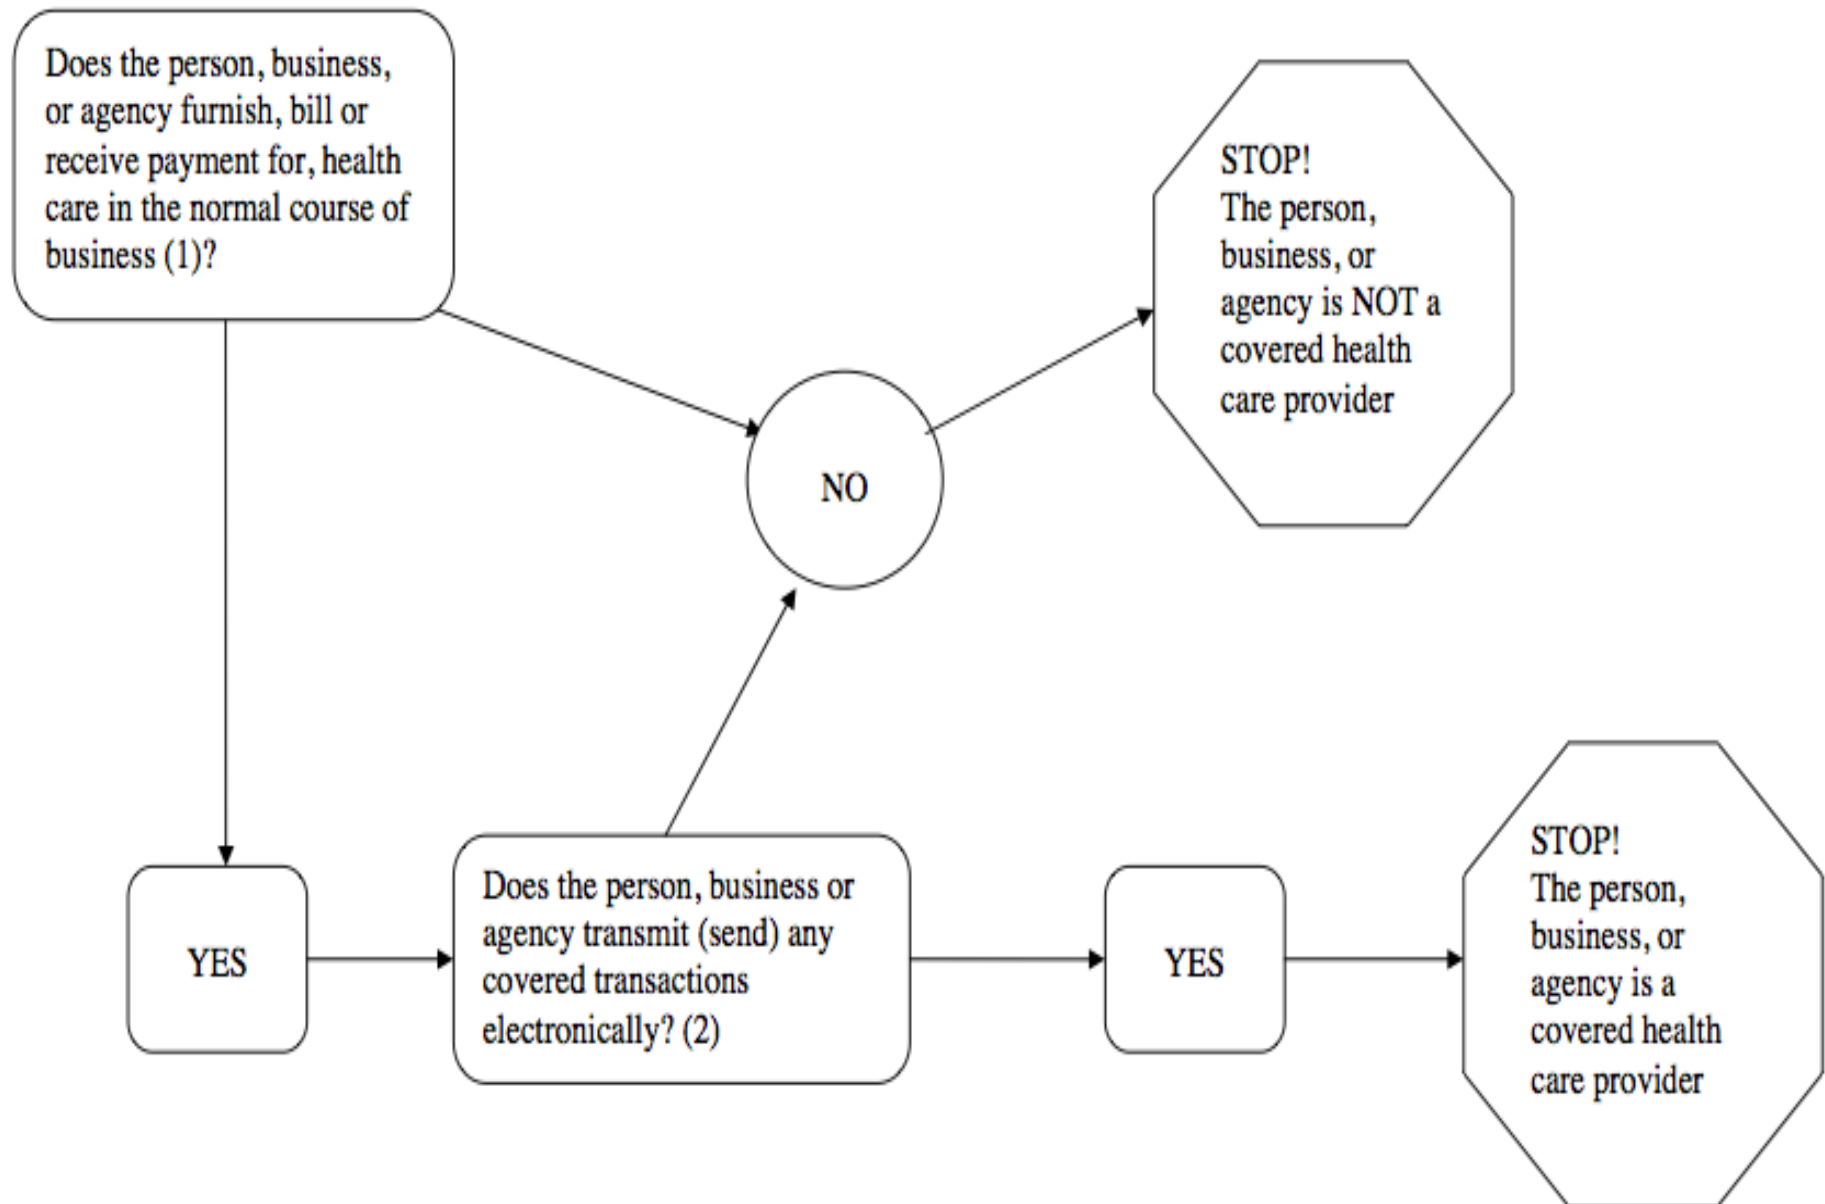 Does the person, business,
or agency furnish, bill or
receive payment for, health
care in the normal course of
business (1)?
STOP!
The person,
business, or
agency is NOT a
covered health
care provider
NO
YES
Does the person, business or
agency transmit (send) any
covered transactions
electronically? (2)
YES
STOP!
The person,
business, or
agency is a
covered health
care provider